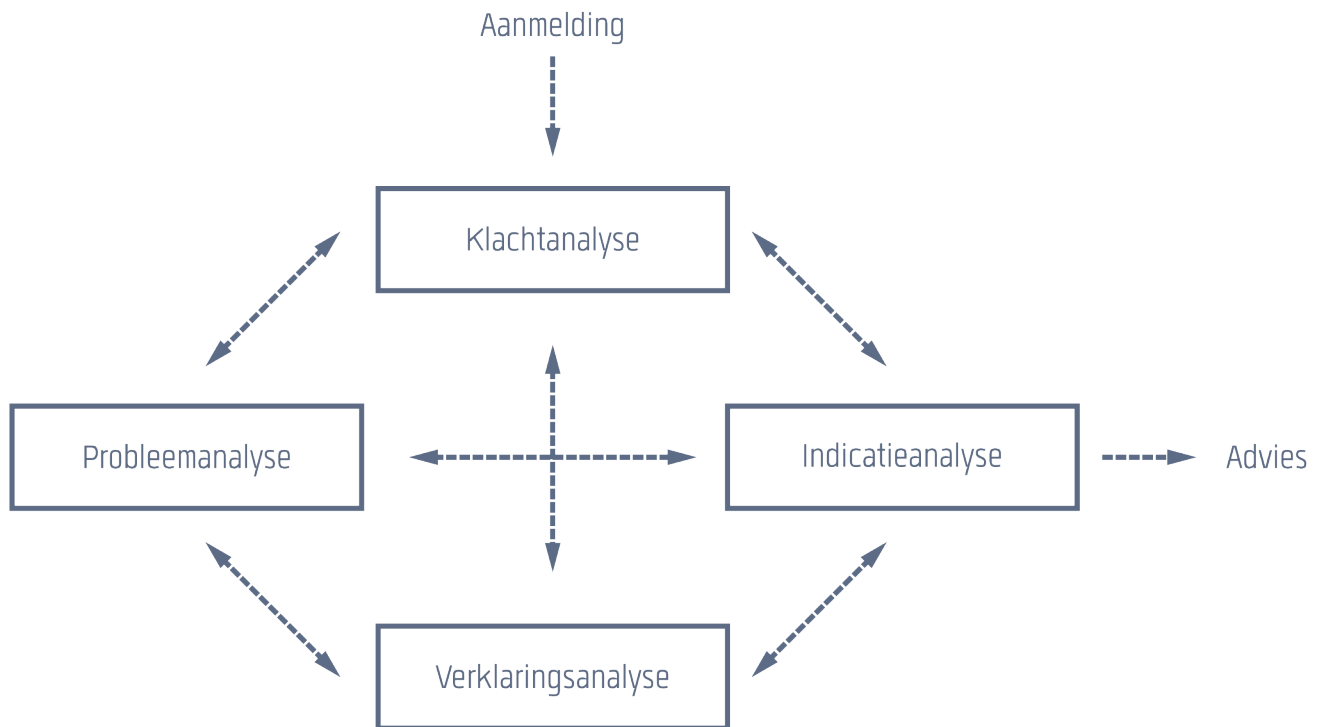 Aanmelding
Klachtanalyse
Probleemanalyse
Indicatieanalyse
Advies
Verklaringsanalyse